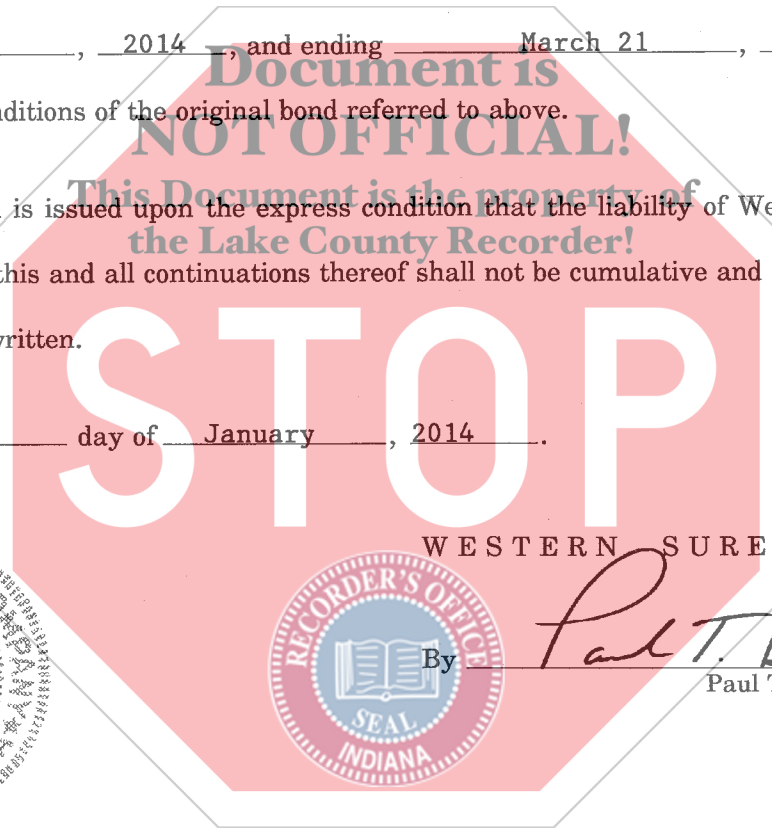 , 2014 , and ending March 21 ,
Document is
nditions of the original bond referred to above.
NOT OFFICIAL!
This Document is the property of
is issued upon the express condition that the liability of We
the Lake County Recorder!
this and all continuations thereof shall not be cumulative and
written.
STOP
day of January , 2014 .
WESTERN SURE
RECORDER'S OFFICE
SEAL
INDIANA
By Paul T.
Paul T